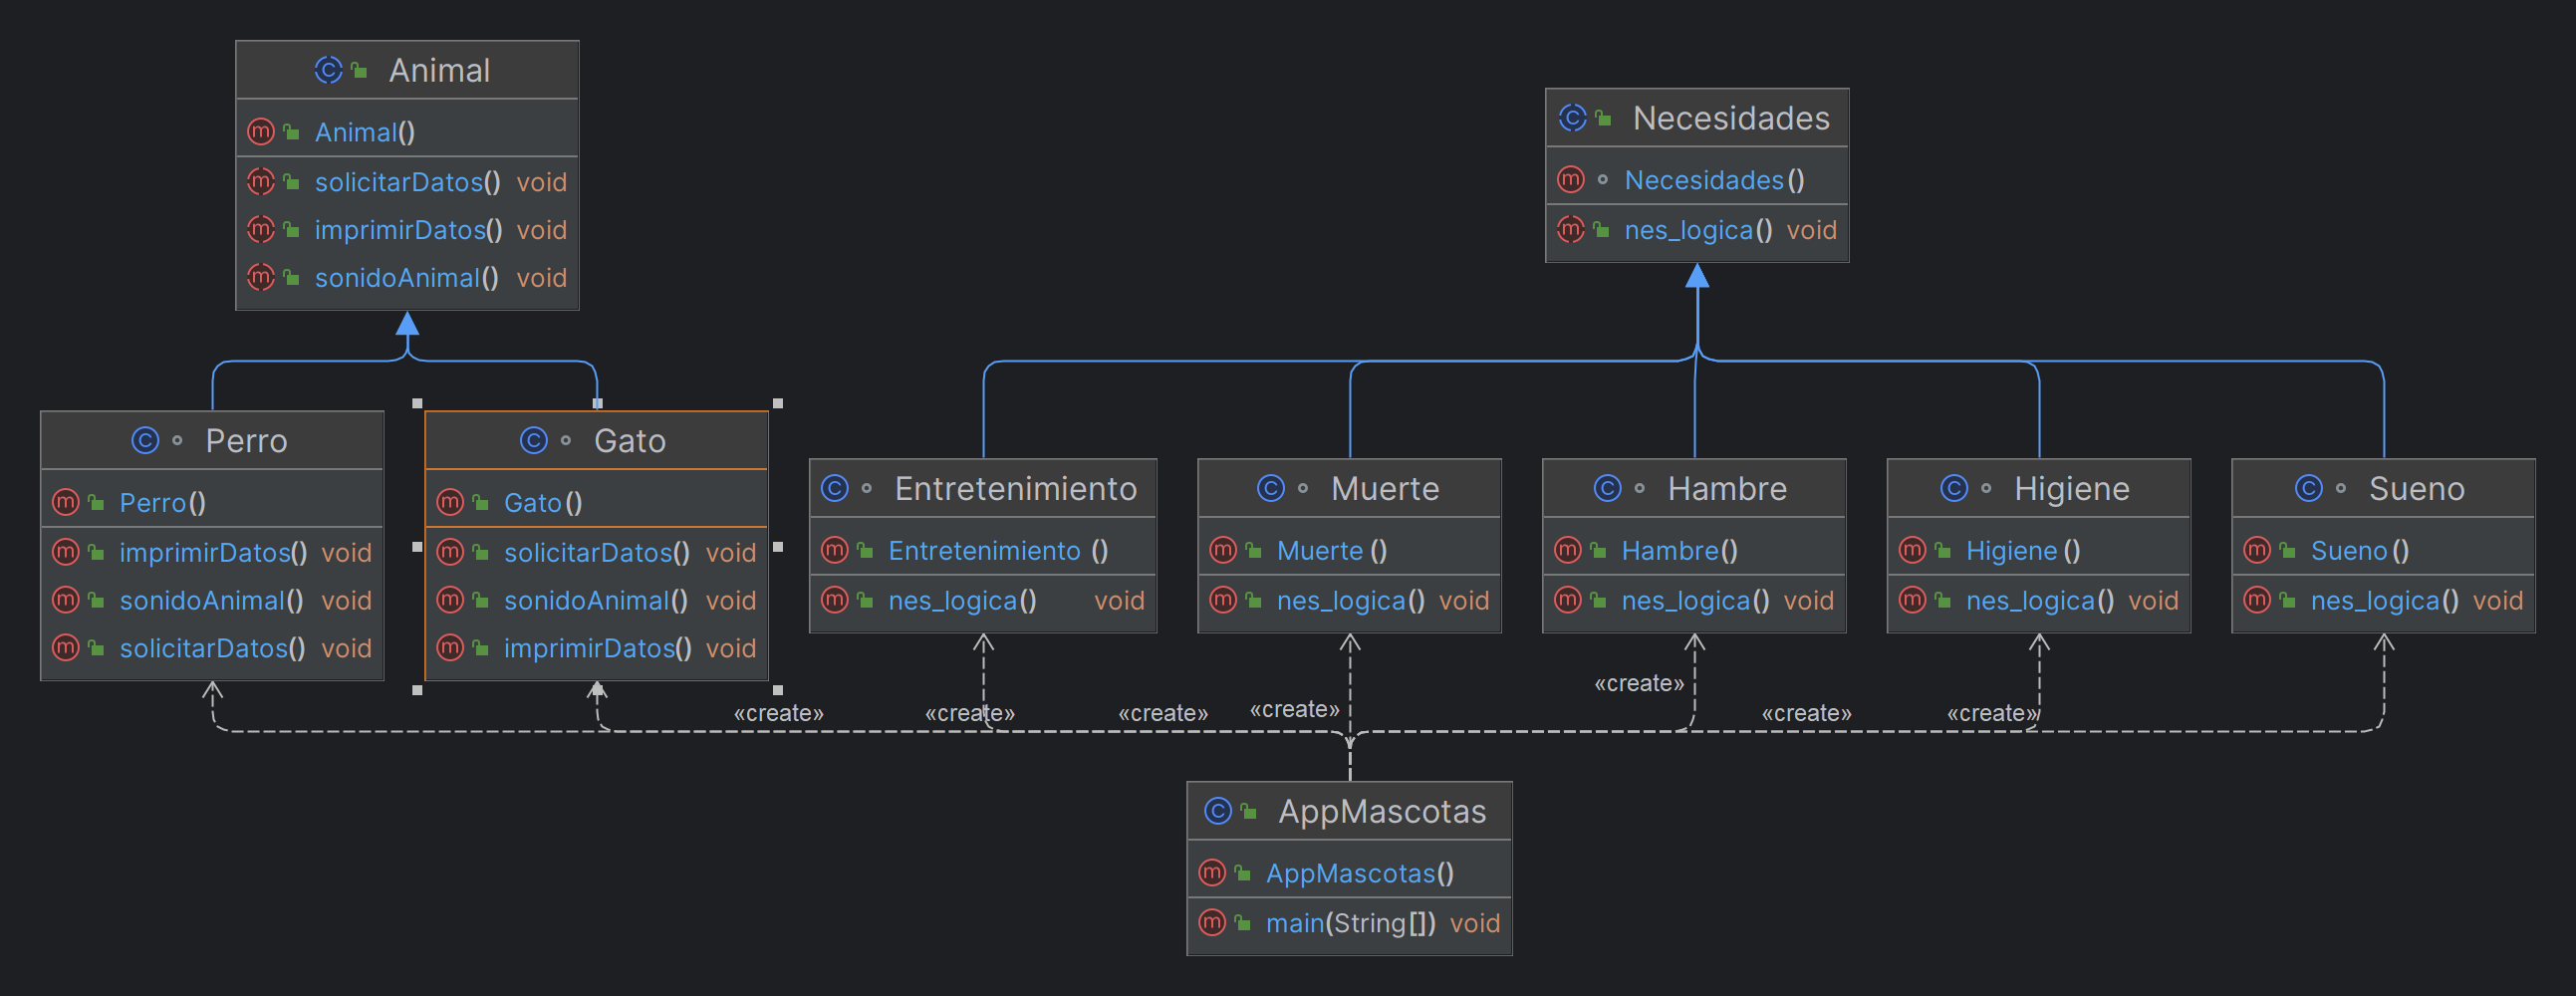 Animal
Animal()
solicitarDatos() void
imprimirDatos() void
sonidoAnimal() void
Necesidades
Necesidades()
nes_logica() void
Perro
Perro()
imprimirDatos() void
sonidoAnimal() void
solicitarDatos() void
Gato
Gato()
solicitarDatos() void
sonidoAnimal() void
imprimirDatos() void
Entretenimiento
Entretenimiento ()
nes_logica() void
Muerte
Muerte ()
nes_logica() void
Hambre
Hambre()
nes_logica() void
Higiene
Higiene ()
nes_logica() void
Sueno
Sueno()
nes_logica() void
«create»
«create»
«create»
«create»
«create»
«create»
«create»
AppMascotas
AppMascotas()
main(String[]) void